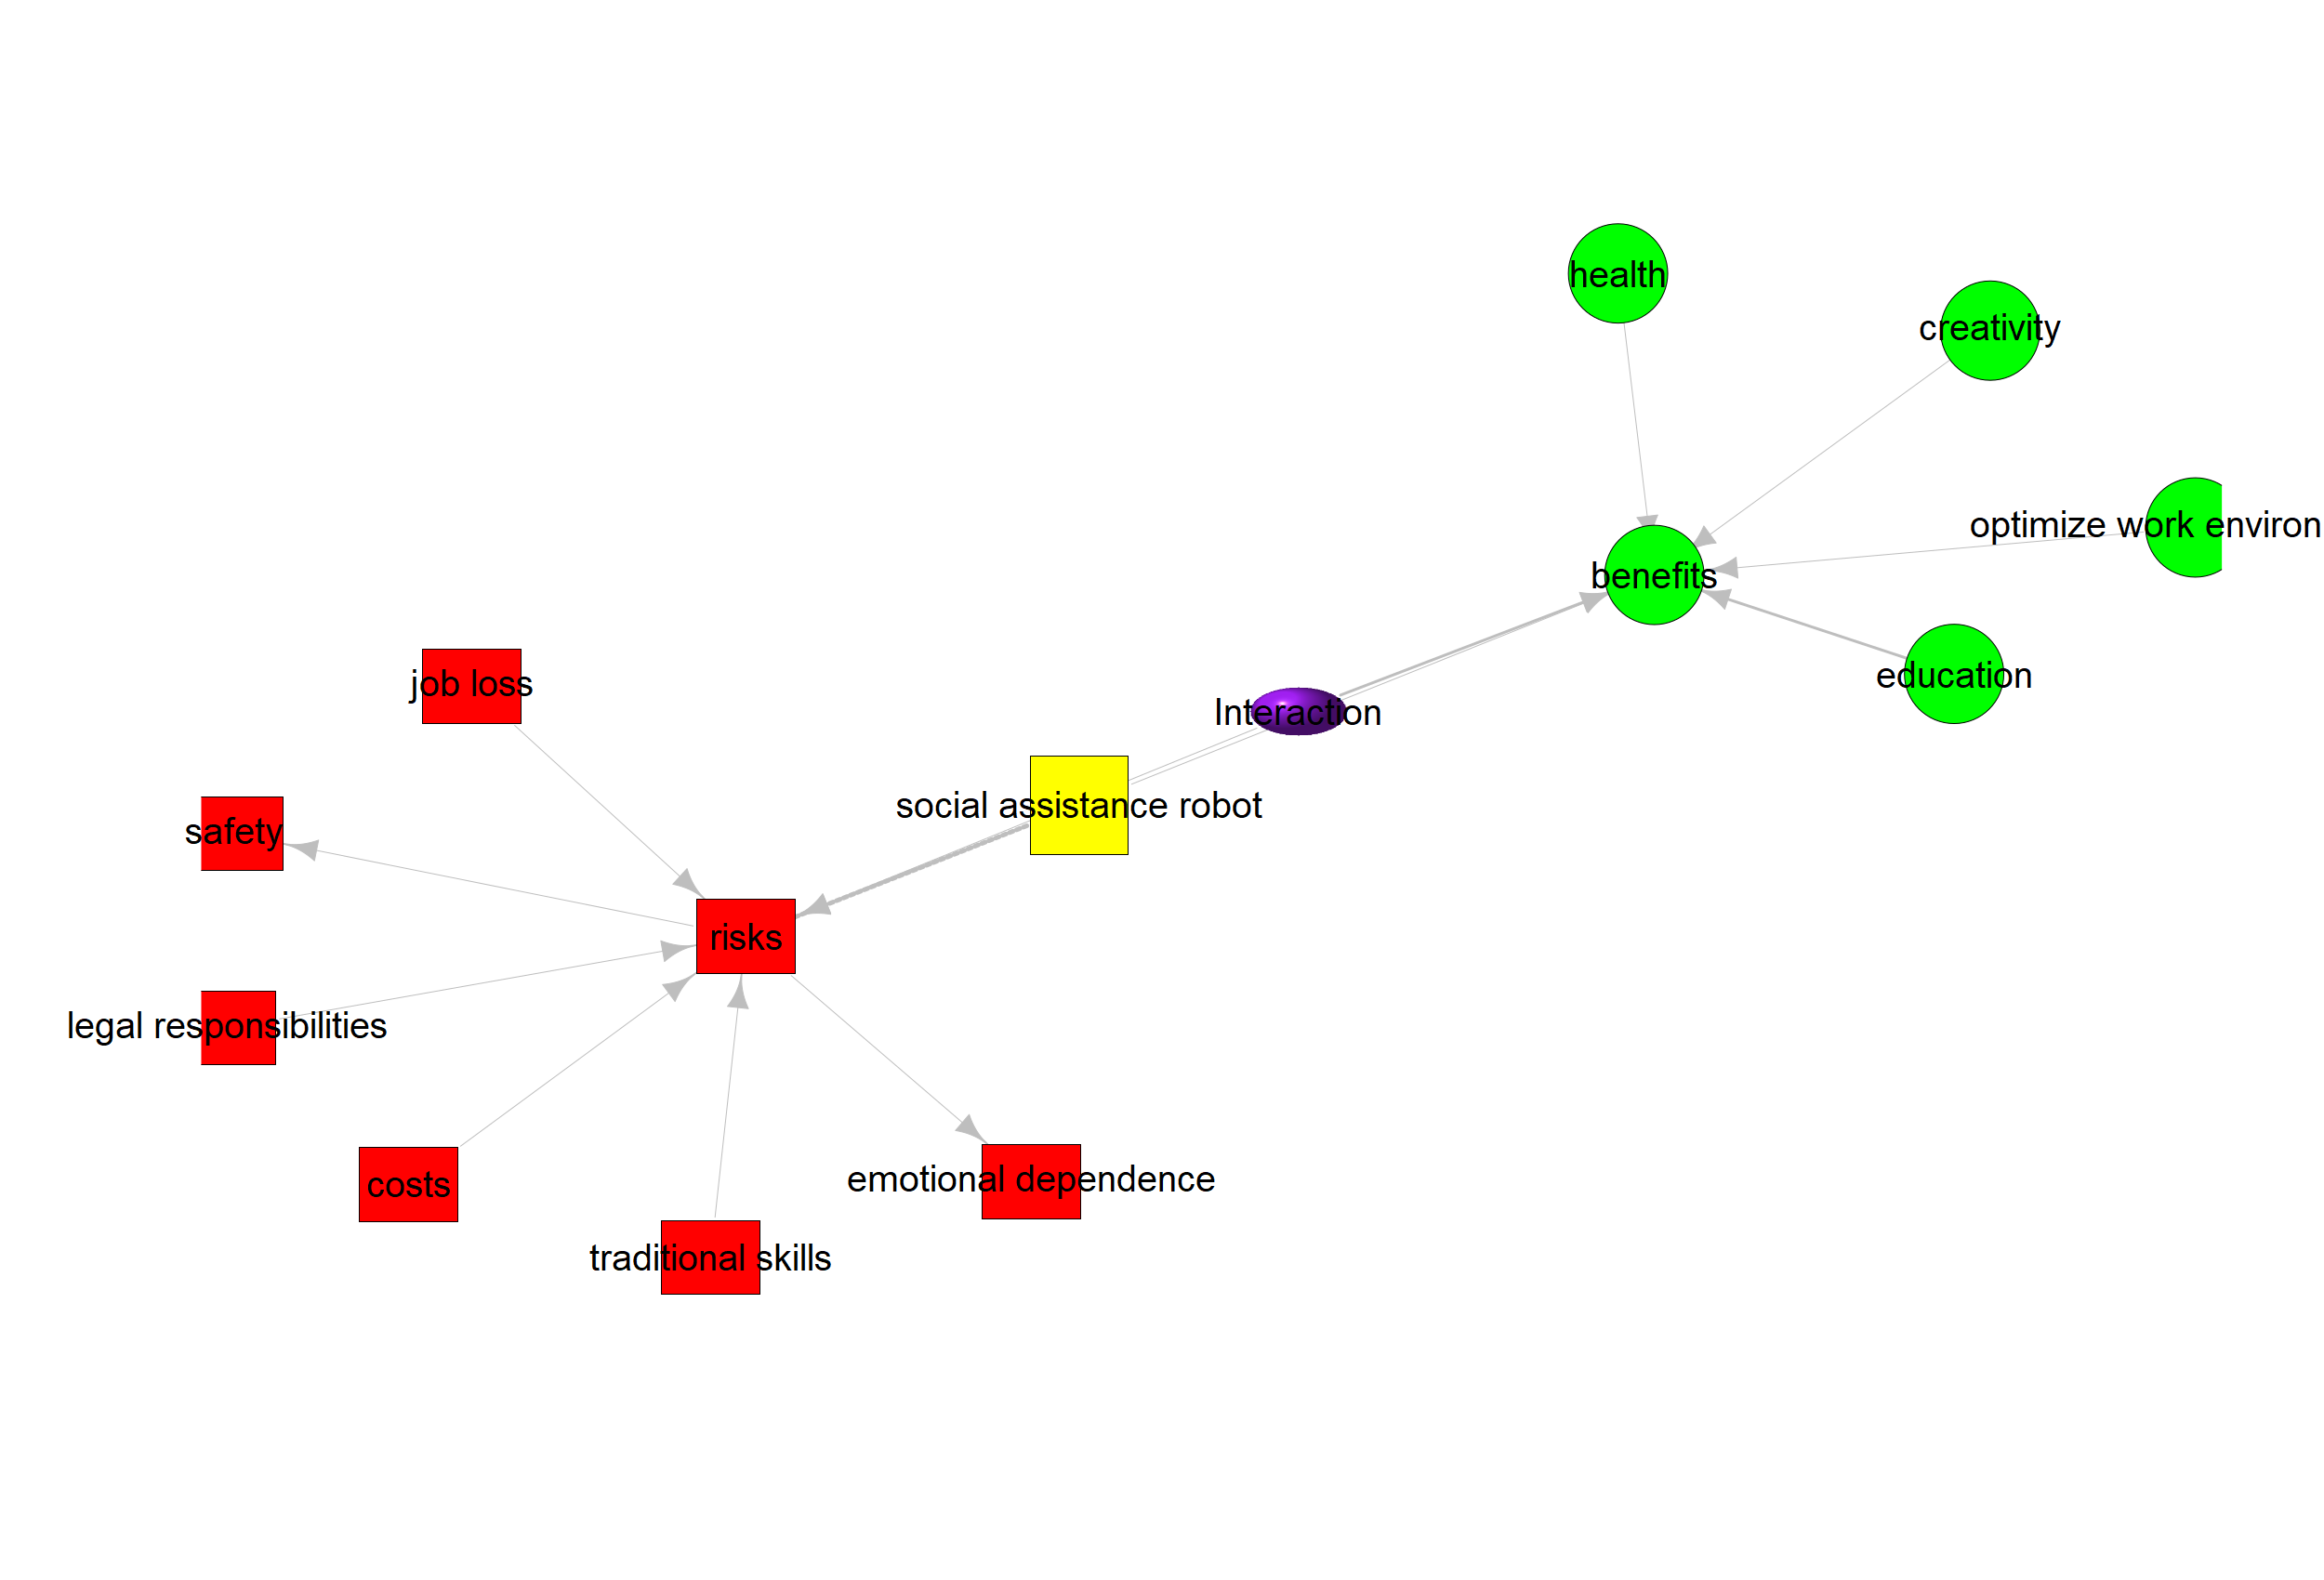 health
creativity
optimize work environ
benefits
education
job loss
Interaction
social assistance robot
safety
risks
legal responsibilities
costs
emotional dependence
traditional skills